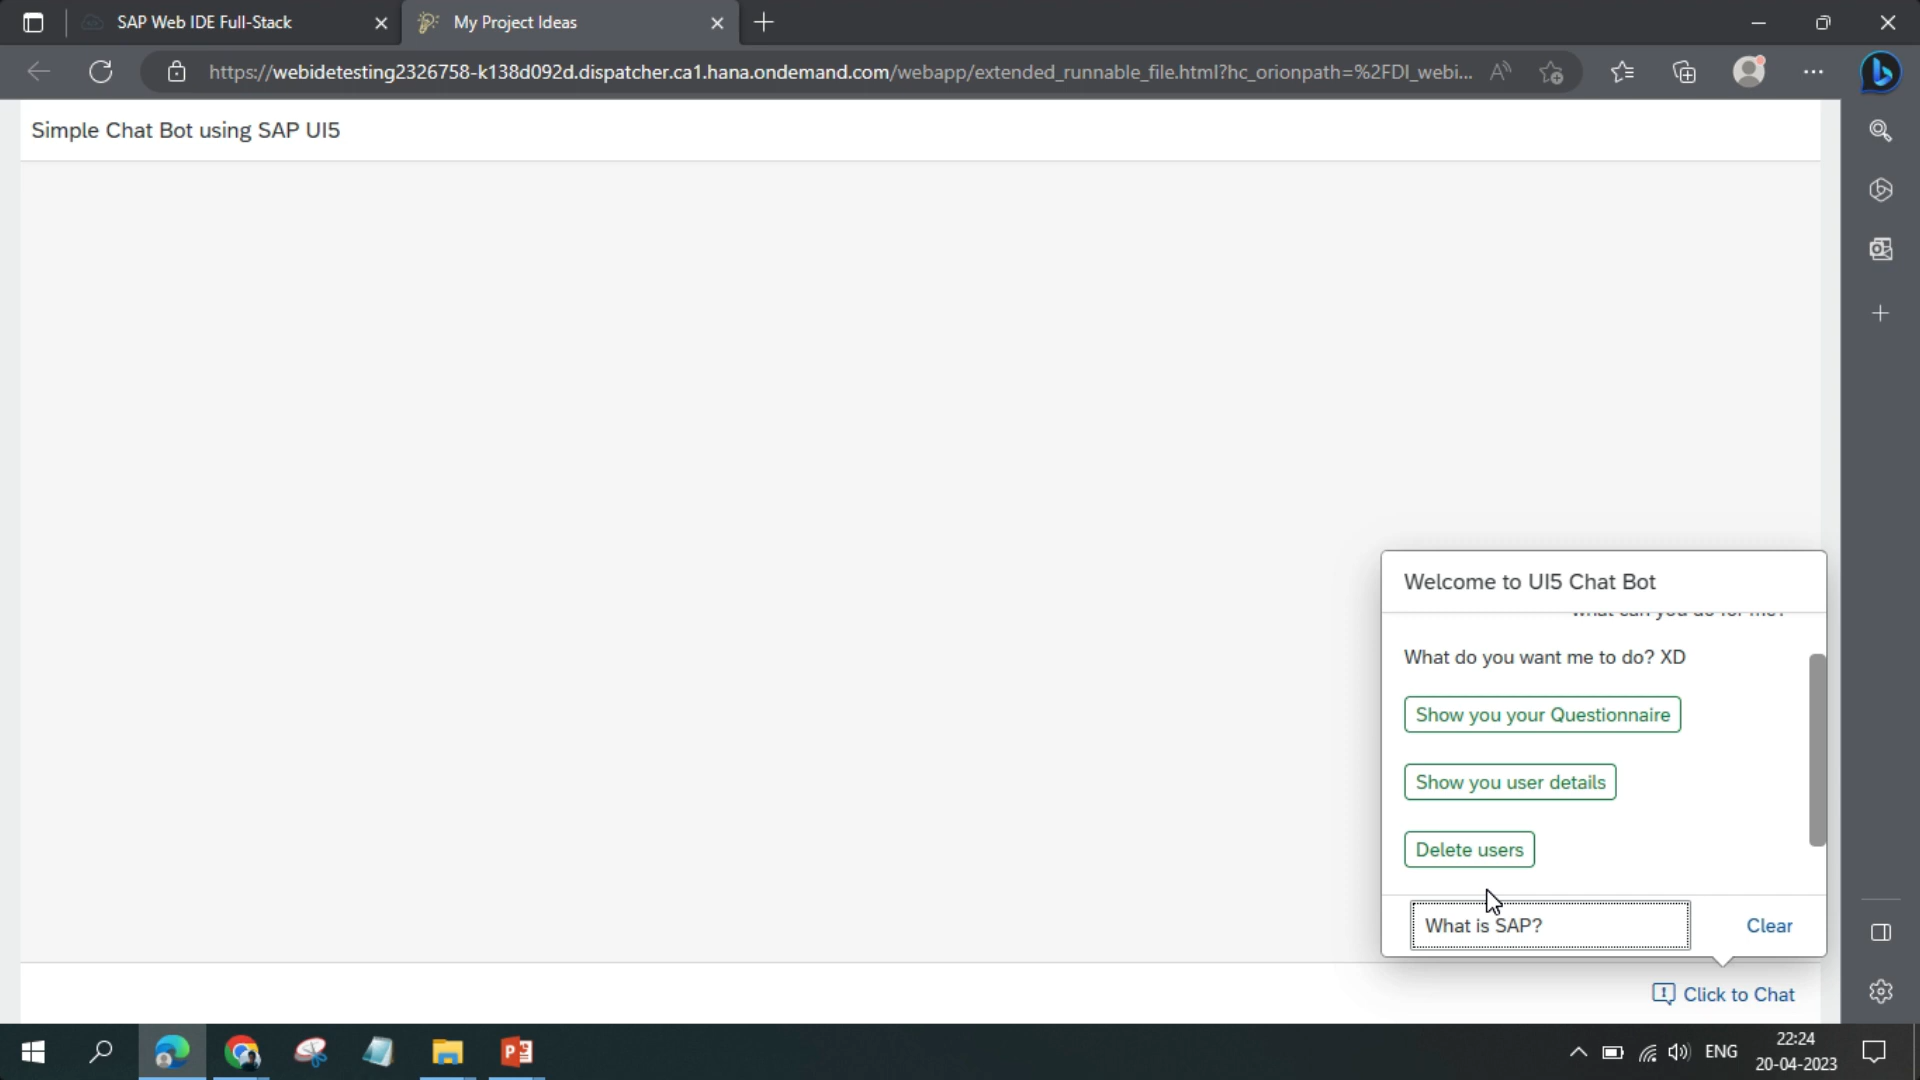 SAP Web IDE Full-Stack
My Project Ideas
https://webidetesting2326758-k138d092d.dispatcher.ca1.hana.ondemand.com/webapp/extended_runnable_file.html?hc_orionpath=%2FDI_webi...
Simple Chat Bot using SAP UI5
Welcome to UI5 Chat Bot
What do you want me to do? XD
Show you your Questionnaire
Show you user details
Delete users
What is SAP?
Clear
Click to Chat
ENG
22:24
20-04-2023